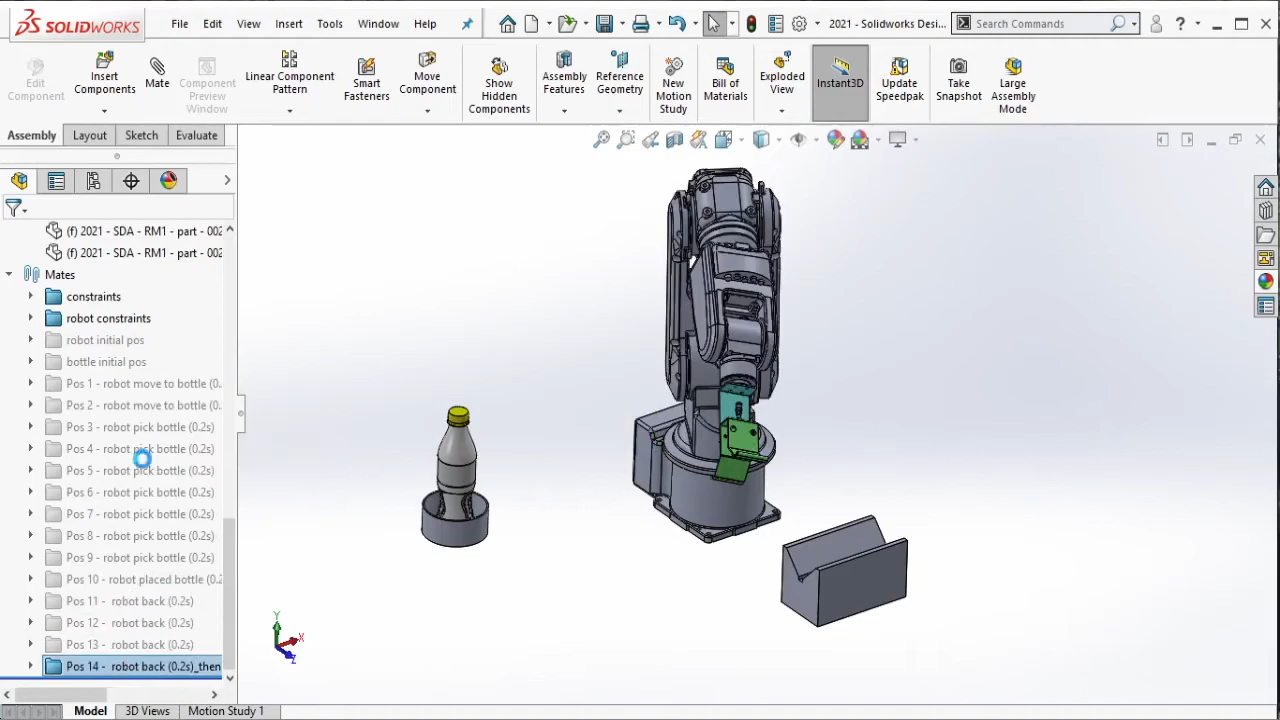 SOLIDWORKS
File Edit View Insert Tools Window Help
2021 - Solidworks Desi...
Search Commands
Edit Component
Insert Components
Mate
Component Preview Window
Linear Component Pattern
Smart Fasteners
Move Component
Show Hidden Components
Assembly Features
Reference Geometry
New Motion Study
Bill of Materials
Exploded View
Instant3D
Update Speedpak
Take Snapshot
Large Assembly Mode
Assembly Layout Sketch Evaluate
(f) 2021 - SDA - RM1 - part - 002
(f) 2021 - SDA - RM1 - part - 002
Mates
constraints
robot constraints
robot initial pos
bottle initial pos
Pos 1 - robot move to bottle (0.
Pos 2 - robot move to bottle (0.
Pos 3 - robot pick bottle (0.2s)
Pos 4 - robot pick bottle (0.2s)
Pos 5 - robot pick bottle (0.2s)
Pos 6 - robot pick bottle (0.2s)
Pos 7 - robot pick bottle (0.2s)
Pos 8 - robot pick bottle (0.2s)
Pos 9 - robot pick bottle (0.2s)
Pos 10 - robot placed bottle (0.2
Pos 11 - robot back (0.2s)
Pos 12 - robot back (0.2s)
Pos 13 - robot back (0.2s)
Pos 14 - robot back (0.2s)_then
Y
X
Z
Model 3D Views Motion Study 1